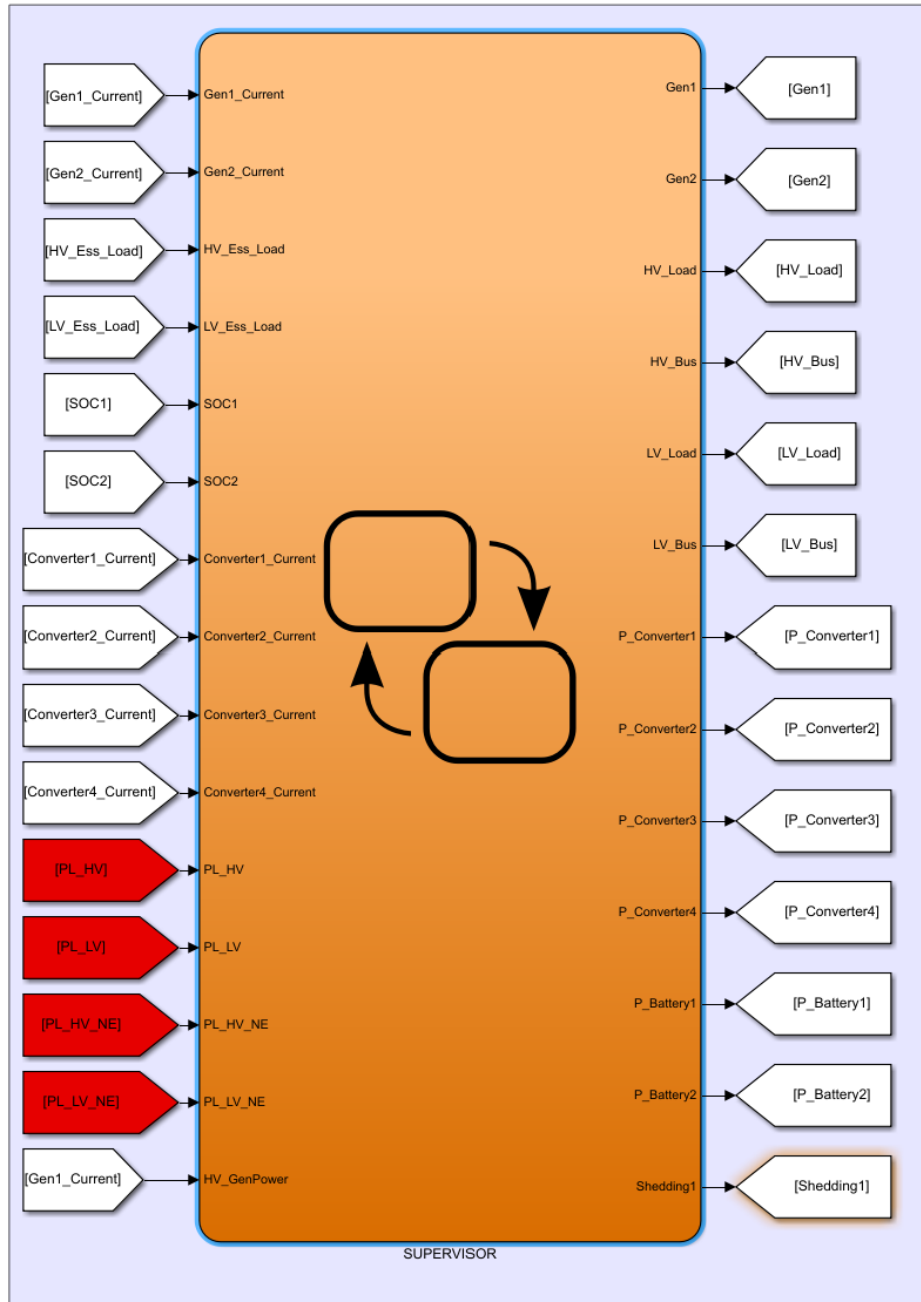 [Gen1_Current]
Gen1_Current
[Gen2_Current]
Gen2_Current
[HV_Ess_Load]
HV_Ess_Load
[LV_Ess_Load]
LV_Ess_Load
[SOC1]
SOC1
[SOC2]
SOC2
[Converter1_Current]
Converter1_Current
[Converter2_Current]
Converter2_Current
[Converter3_Current]
Converter3_Current
[Converter4_Current]
Converter4_Current
[PL_HV]
PL_HV
[PL_LV]
PL_LV
[PL_HV_NE]
PL_HV_NE
[PL_LV_NE]
PL_LV_NE
[Gen1_Current]
HV_GenPower
Gen1
[Gen1]
Gen2
[Gen2]
HV_Load
[HV_Load]
HV_Bus
[HV_Bus]
LV_Load
[LV_Load]
LV_Bus
[LV_Bus]
P_Converter1
[P_Converter1]
P_Converter2
[P_Converter2]
P_Converter3
[P_Converter3]
P_Converter4
[P_Converter4]
P_Battery1
[P_Battery1]
P_Battery2
[P_Battery2]
Shedding1
[Shedding1]
SUPERVISOR